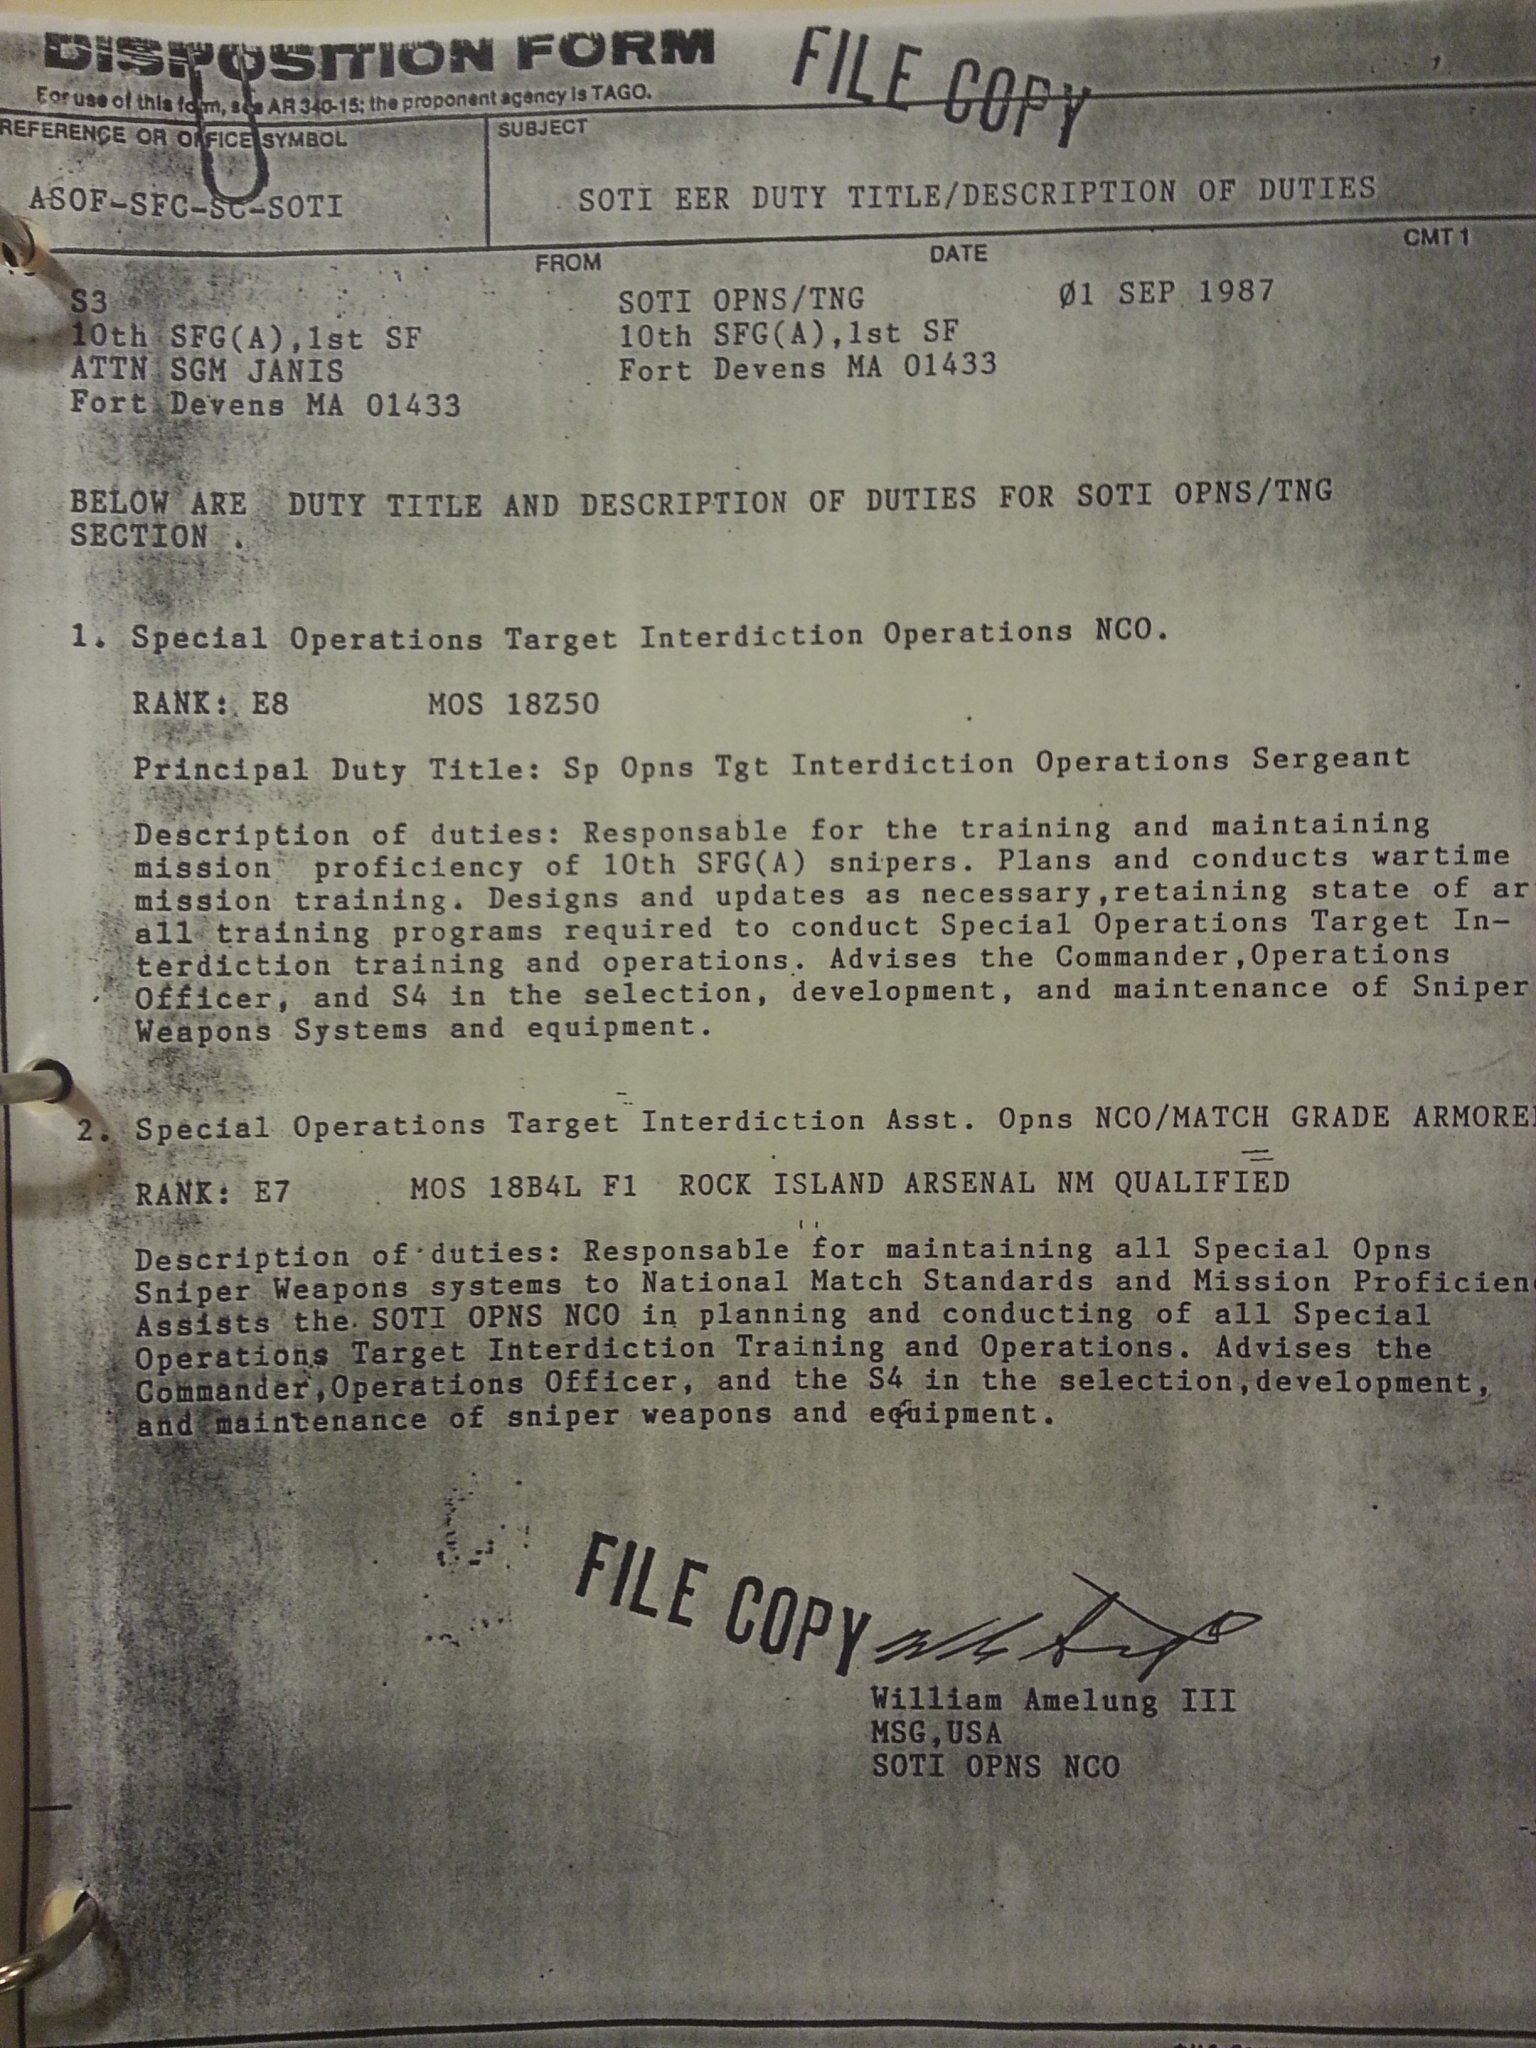 DISPOSITION FORM
FILE COPY
For use of this form, see AR 340-15; the proponent agency is TAGO.
REFERENCE OR OFFICE SYMBOL
SUBJECT
ASOF-SFC-SC-SOTI
SOTI EER DUTY TITLE/DESCRIPTION OF DUTIES
FROM DATE CMT 1
S3 SOTI OPNS/TNG Ø1 SEP 1987
10th SFG(A),1st SF 10th SFG(A),1st SF
ATTN SGM JANIS Fort Devens MA 01433
Fort Devens MA 01433
BELOW ARE DUTY TITLE AND DESCRIPTION OF DUTIES FOR SOTI OPNS/TNG
SECTION .
1. Special Operations Target Interdiction Operations NCO.
RANK: E8 MOS 18Z50
Principal Duty Title: Sp Opns Tgt Interdiction Operations Sergeant
Description of duties: Responsable for the training and maintaining
mission proficiency of 10th SFG(A) snipers. Plans and conducts wartime
mission training. Designs and updates as necessary,retaining state of ar
all training programs required to conduct Special Operations Target In-
terdiction training and operations. Advises the Commander,Operations
Officer, and S4 in the selection, development, and maintenance of Sniper
Weapons Systems and equipment.
2. Special Operations Target Interdiction Asst. Opns NCO/MATCH GRADE ARMORE
RANK: E7 MOS 18B4L F1 ROCK ISLAND ARSENAL NM QUALIFIED
Description of duties: Responsable for maintaining all Special Opns
Sniper Weapons systems to National Match Standards and Mission Proficien
Assists the SOTI OPNS NCO in planning and conducting of all Special
Operations Target Interdiction Training and Operations. Advises the
Commander,Operations Officer, and the S4 in the selection,development,
and maintenance of sniper weapons and equipment.
FILE COPY
William Amelung III
MSG,USA
SOTI OPNS NCO